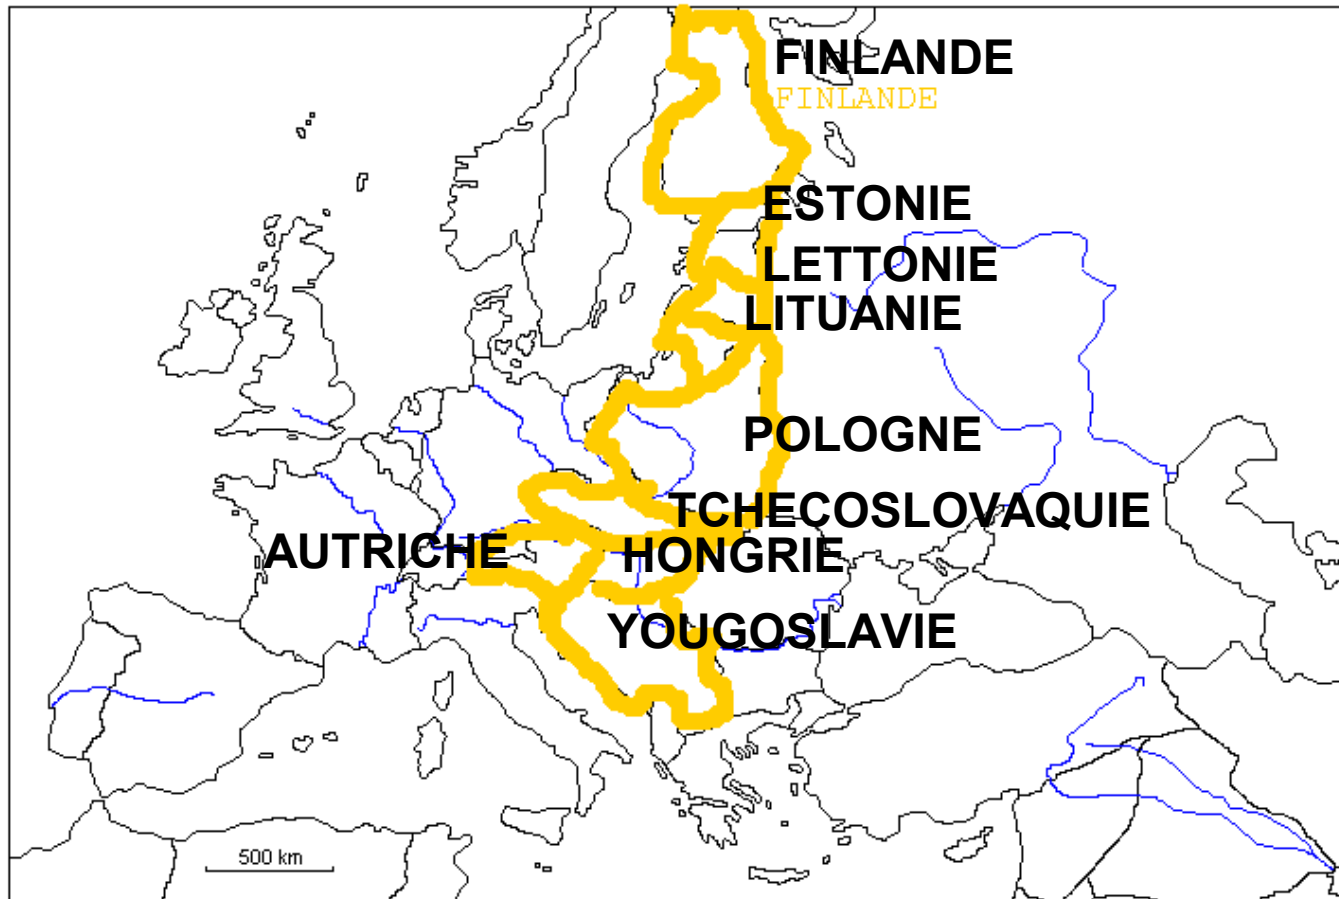 FINLANDE
FINLANDE
ESTONIE
LETTONIE
LITUANIE
POLOGNE
TCHECOSLOVAQUIE
AUTRICHE
HONGRIE
YOUGOSLAVIE
500 km